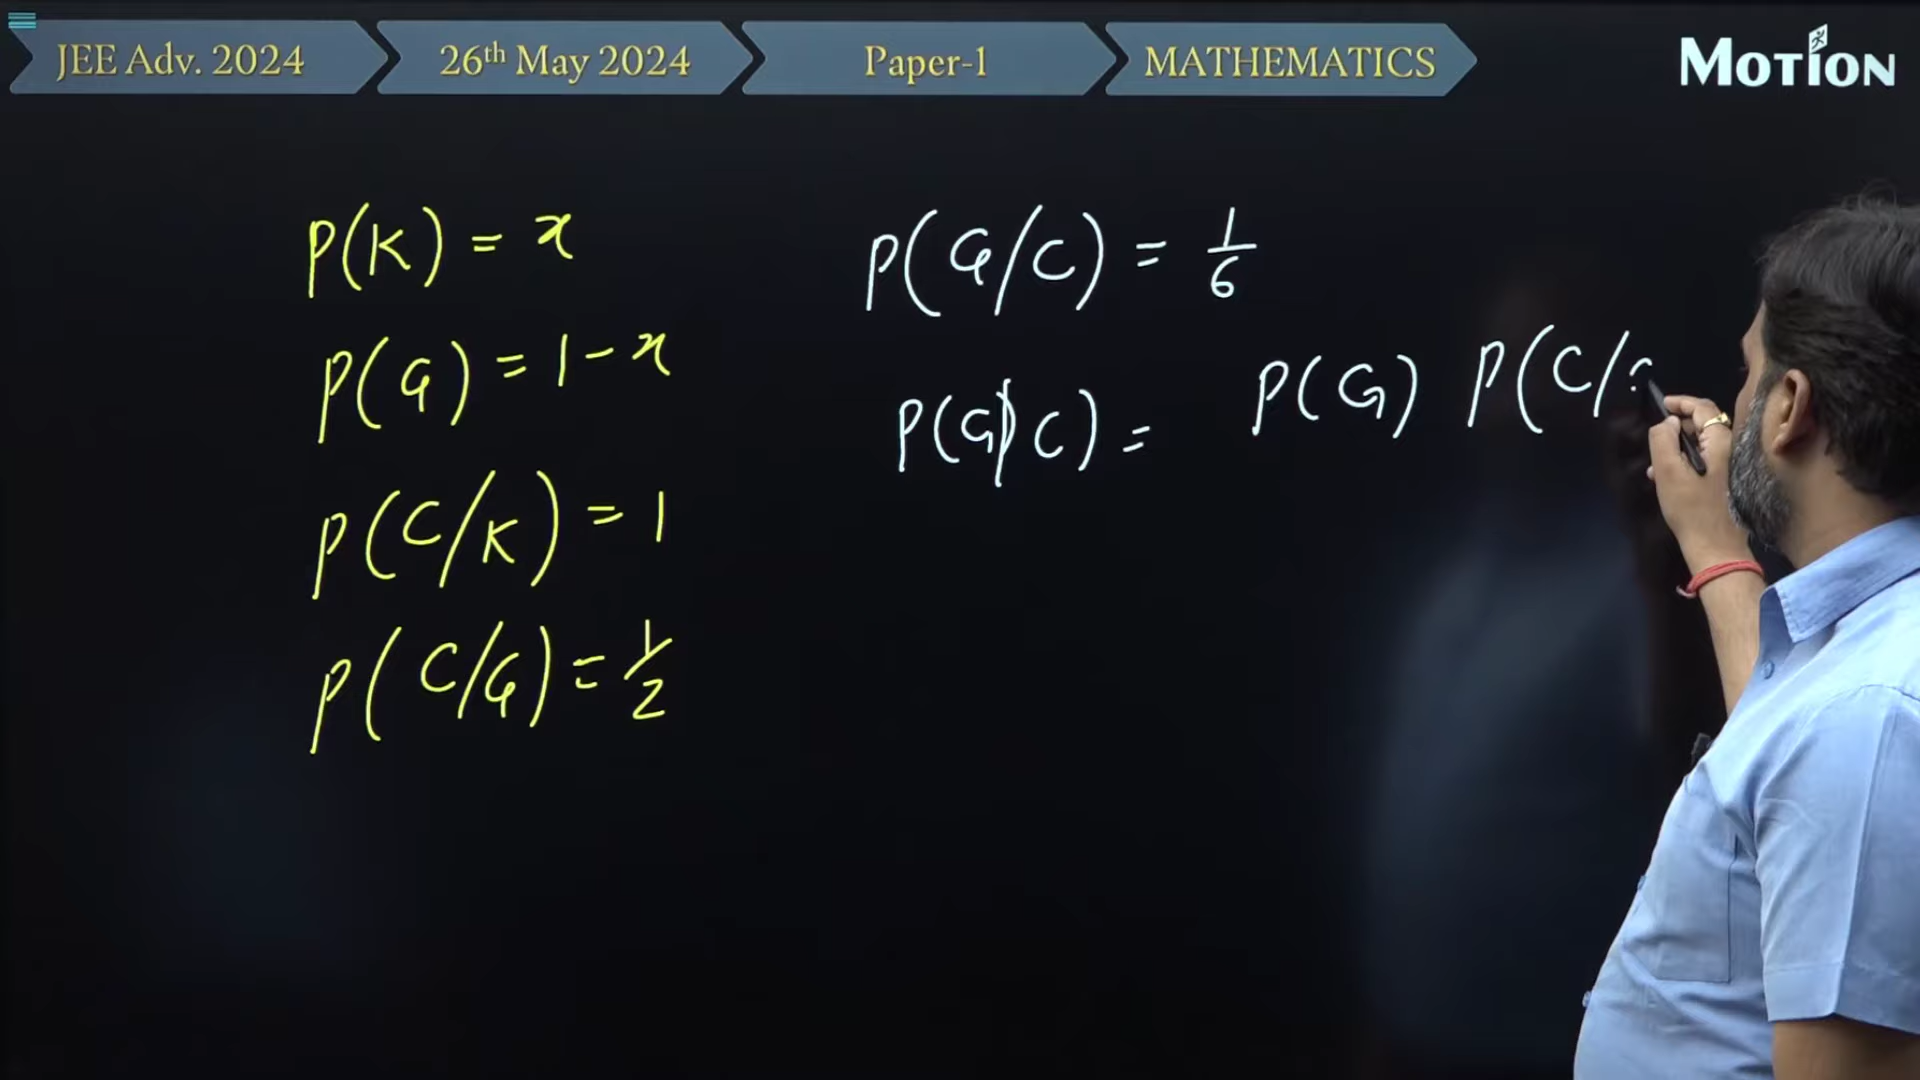 JEE Adv. 2024
26th May 2024
Paper-1
MATHEMATICS
MOTION
P(K) = x
P(G) = 1 - x
P(C/K) = 1
P(C/G) = 1/2
P(G/C) = 1/6
P(G/C) = P(G) P(C/